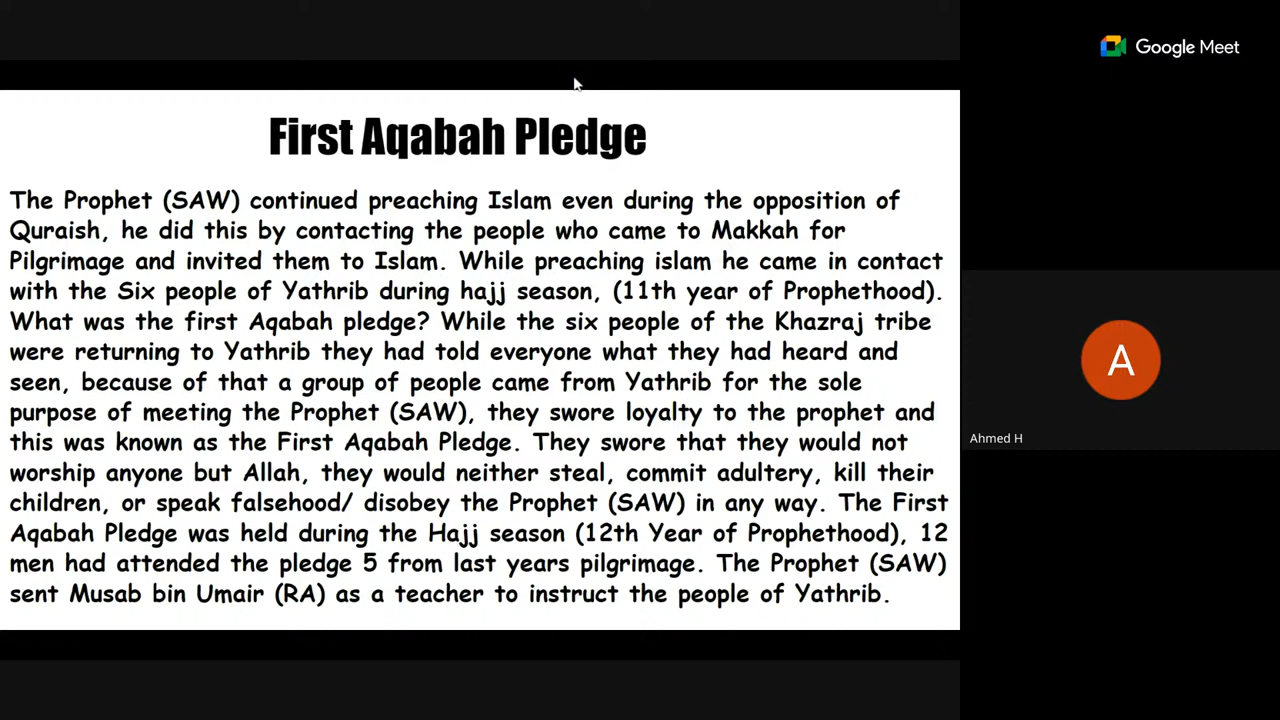 Google Meet
First Aqabah Pledge
The Prophet (SAW) continued preaching Islam even during the opposition of
Quraish, he did this by contacting the people who came to Makkah for
Pilgrimage and invited them to Islam. While preaching islam he came in contact
with the Six people of Yathrib during hajj season, (11th year of Prophethood).
What was the first Aqabah pledge? While the six people of the Khazraj tribe
were returning to Yathrib they had told everyone what they had heard and
seen, because of that a group of people came from Yathrib for the sole
purpose of meeting the Prophet (SAW), they swore loyalty to the prophet and
this was known as the First Aqabah Pledge. They swore that they would not
worship anyone but Allah, they would neither steal, commit adultery, kill their
children, or speak falsehood/ disobey the Prophet (SAW) in any way. The First
Aqabah Pledge was held during the Hajj season (12th Year of Prophethood), 12
men had attended the pledge 5 from last years pilgrimage. The Prophet (SAW)
sent Musab bin Umair (RA) as a teacher to instruct the people of Yathrib.
A
Ahmed H